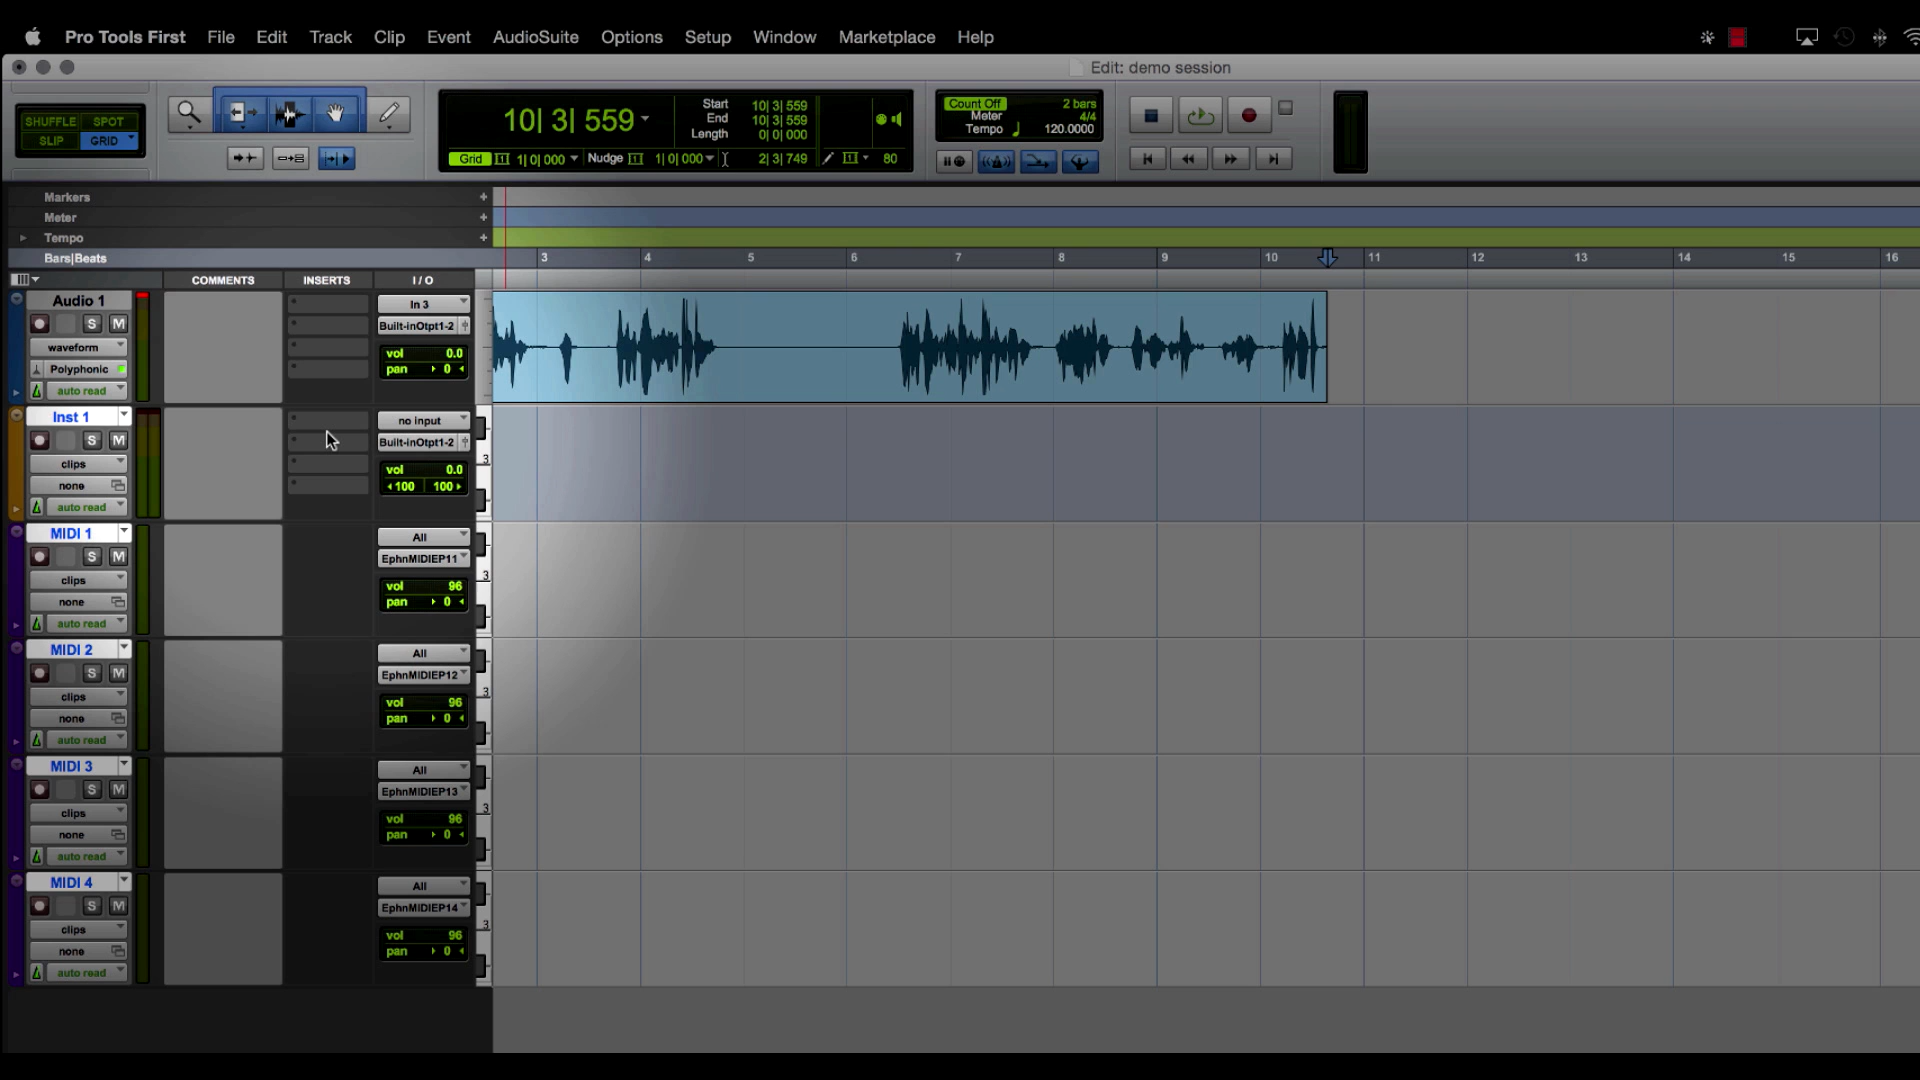 Pro Tools First File Edit Track Clip Event AudioSuite Options Setup Window Marketplace Help
Edit: demo session
SHUFFLE SPOT
SLIP GRID
10| 3| 559
Start 10| 3| 559
End 10| 3| 559
Length 0| 0| 000
Grid 1| 0| 000 Nudge 1| 0| 000 2| 3| 749 80
Count Off 2 bars
Meter 4/4
Tempo 120.0000
Markers
Meter
Tempo
Bars|Beats
3 4 5 6 7 8 9 10 11 12 13 14 15 16
COMMENTS INSERTS I / O
Audio 1
S M
waveform
Polyphonic
auto read
In 3
Built-inOtpt1-2
vol 0.0
pan 0
Inst 1
S M
clips
none
auto read
no input
Built-inOtpt1-2
vol 0.0
100 100
3
MIDI 1
S M
clips
none
auto read
All
EphnMIDIEP11
vol 96
pan 0
3
MIDI 2
S M
clips
none
auto read
All
EphnMIDIEP12
vol 96
pan 0
3
MIDI 3
S M
clips
none
auto read
All
EphnMIDIEP13
vol 96
pan 0
3
MIDI 4
S M
clips
none
auto read
All
EphnMIDIEP14
vol 96
pan 0
3